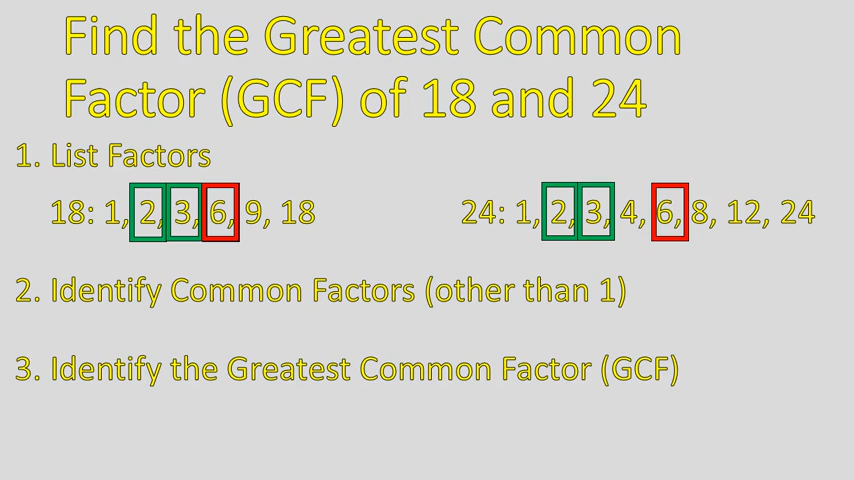 Find the Greatest Common
Factor (GCF) of 18 and 24
1. List Factors
18: 1, 2, 3, 6, 9, 18
24: 1, 2, 3, 4, 6, 8, 12, 24
2. Identify Common Factors (other than 1)
3. Identify the Greatest Common Factor (GCF)